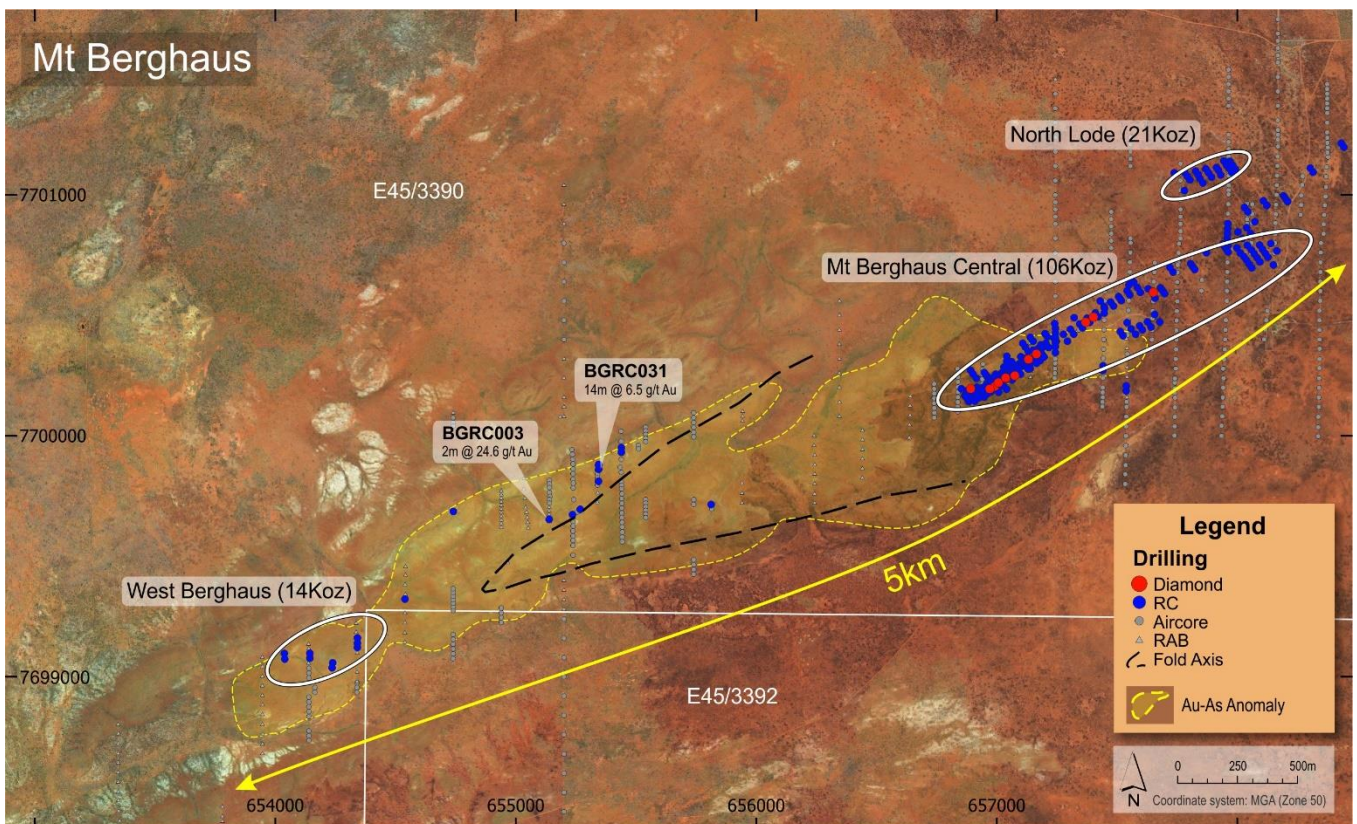 Mt Berghaus
North Lode (21Koz)
7701000
E45/3390
Mt Berghaus Central (106Koz)
BGRC031
14m @ 6.5 g/t Au
7700000
BGRC003
2m @ 24.6 g/t Au
5km
West Berghaus (14Koz)
7699000
E45/3392
Legend
Drilling
Diamond
RC
Aircore
RAB
Fold Axis
Au-As Anomaly
0 250 500m
N
Coordinate system: MGA (Zone 50)
654000 655000 656000 657000